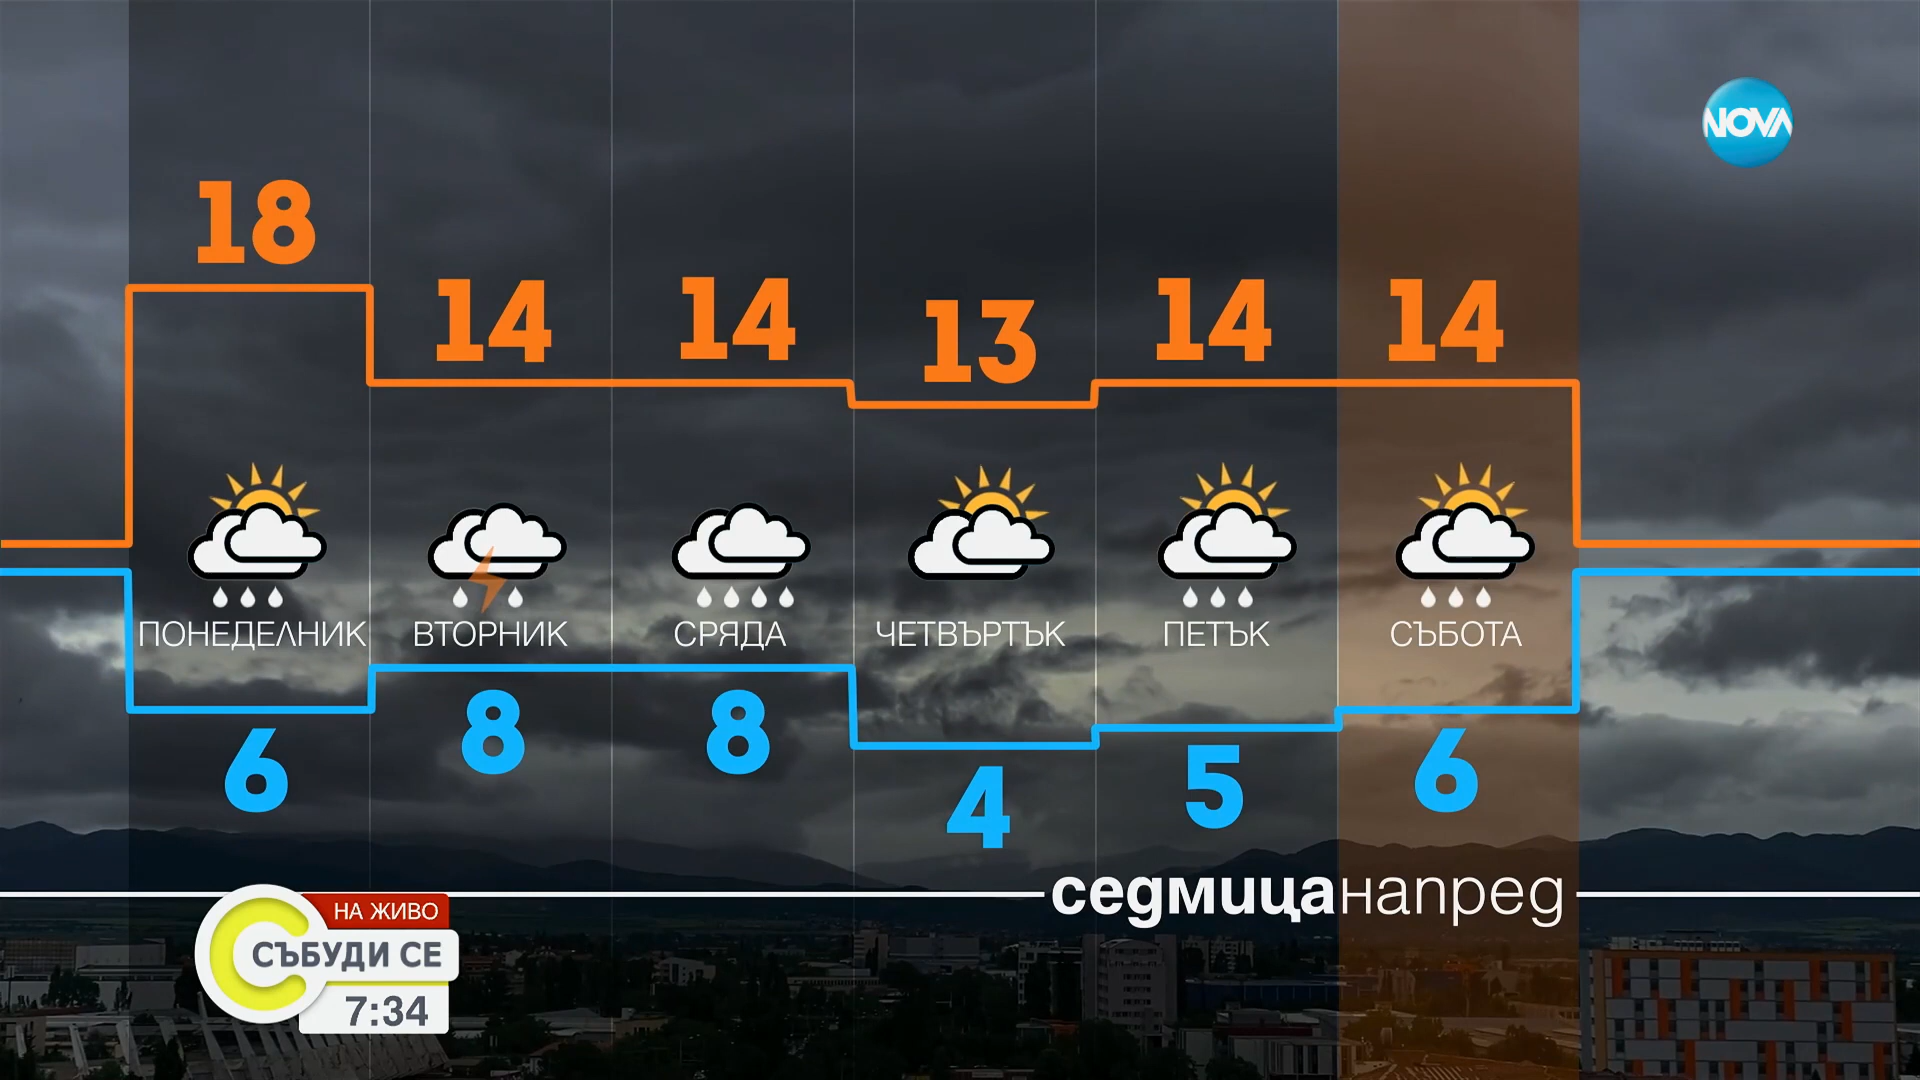 NOVA
18
14
14
13
14
14
ПОНЕДЕЛНИК
ВТОРНИК
СРЯДА
ЧЕТВЪРТЪК
ПЕТЪК
СЪБОТА
6
8
8
4
5
6
седмицанапред
НА ЖИВО
СЪБУДИ СЕ
7:34